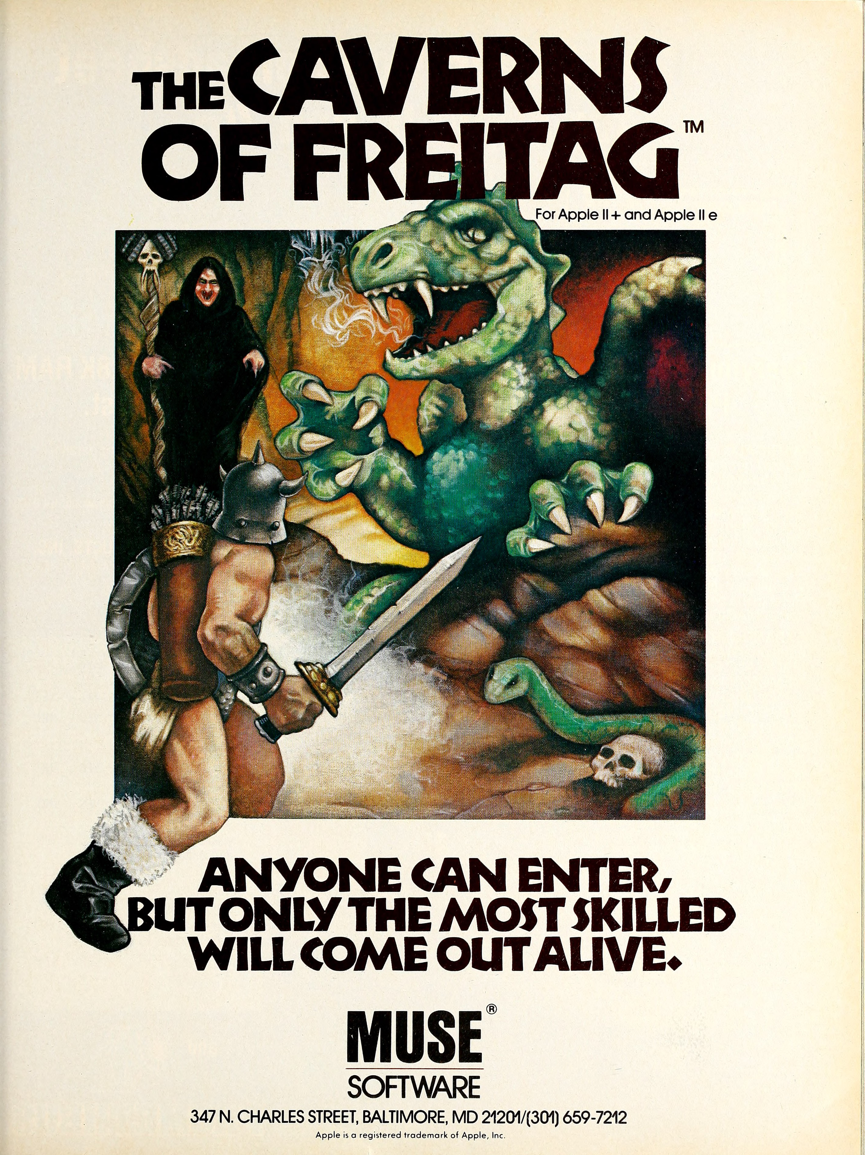 THE CAVERNS
OF FREITAG™
For Apple II+ and Apple II e
ANYONE CAN ENTER,
BUT ONLY THE MOST SKILLED
WILL COME OUT ALIVE.
MUSE®
SOFTWARE
347 N. CHARLES STREET, BALTIMORE, MD 21201/(301) 659-7212
Apple is a registered trademark of Apple, Inc.